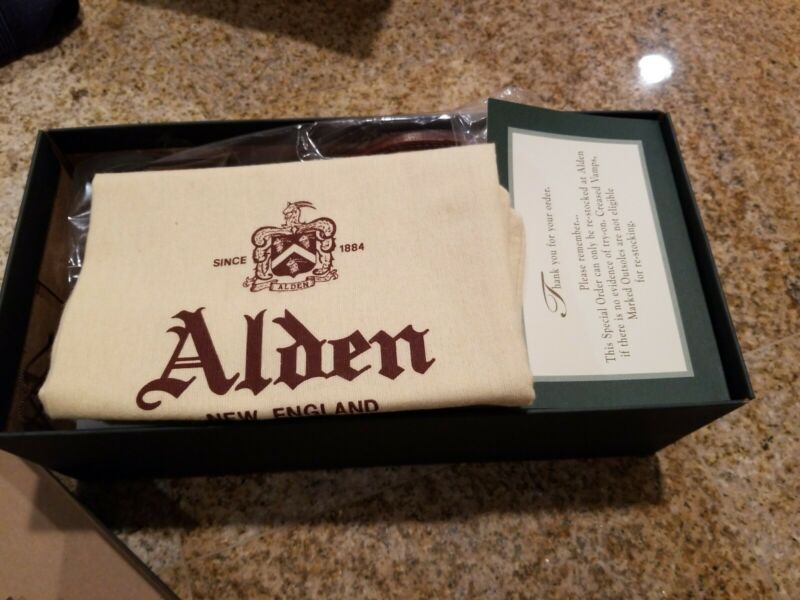 SINCE 1884
ALDEN
Alden
NEW ENGLAND
Thank you for your order.
Please remember...
This Special Order can only be re-stocked at Alden
if there is no evidence of try-on. Creased Vamps,
Marked Outsoles are not eligible
for re-stocking.